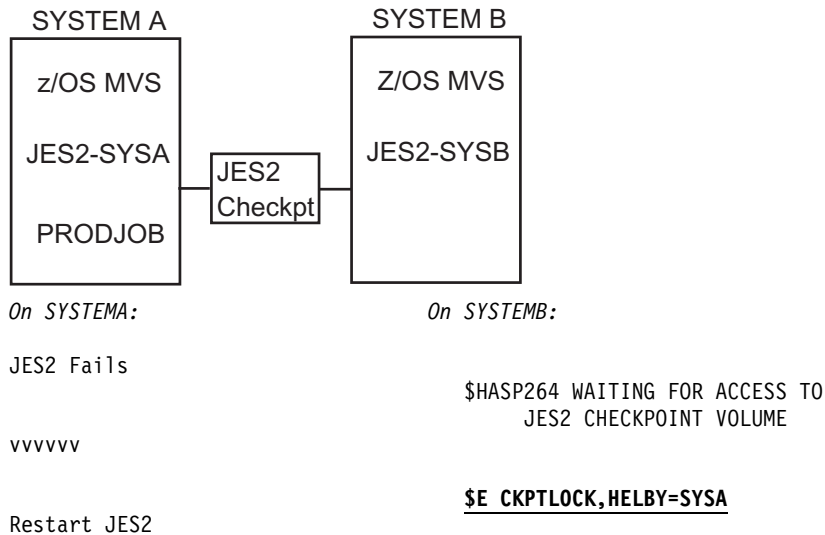 SYSTEM A
SYSTEM B
z/OS MVS
Z/OS MVS
JES2-SYSA
JES2-SYSB
JES2
Checkpt
PRODJOB
On SYSTEMA:
On SYSTEMB:
JES2 Fails
$HASP264 WAITING FOR ACCESS TO
JES2 CHECKPOINT VOLUME
vvvvvv
$E CKPTLOCK,HELBY=SYSA
Restart JES2